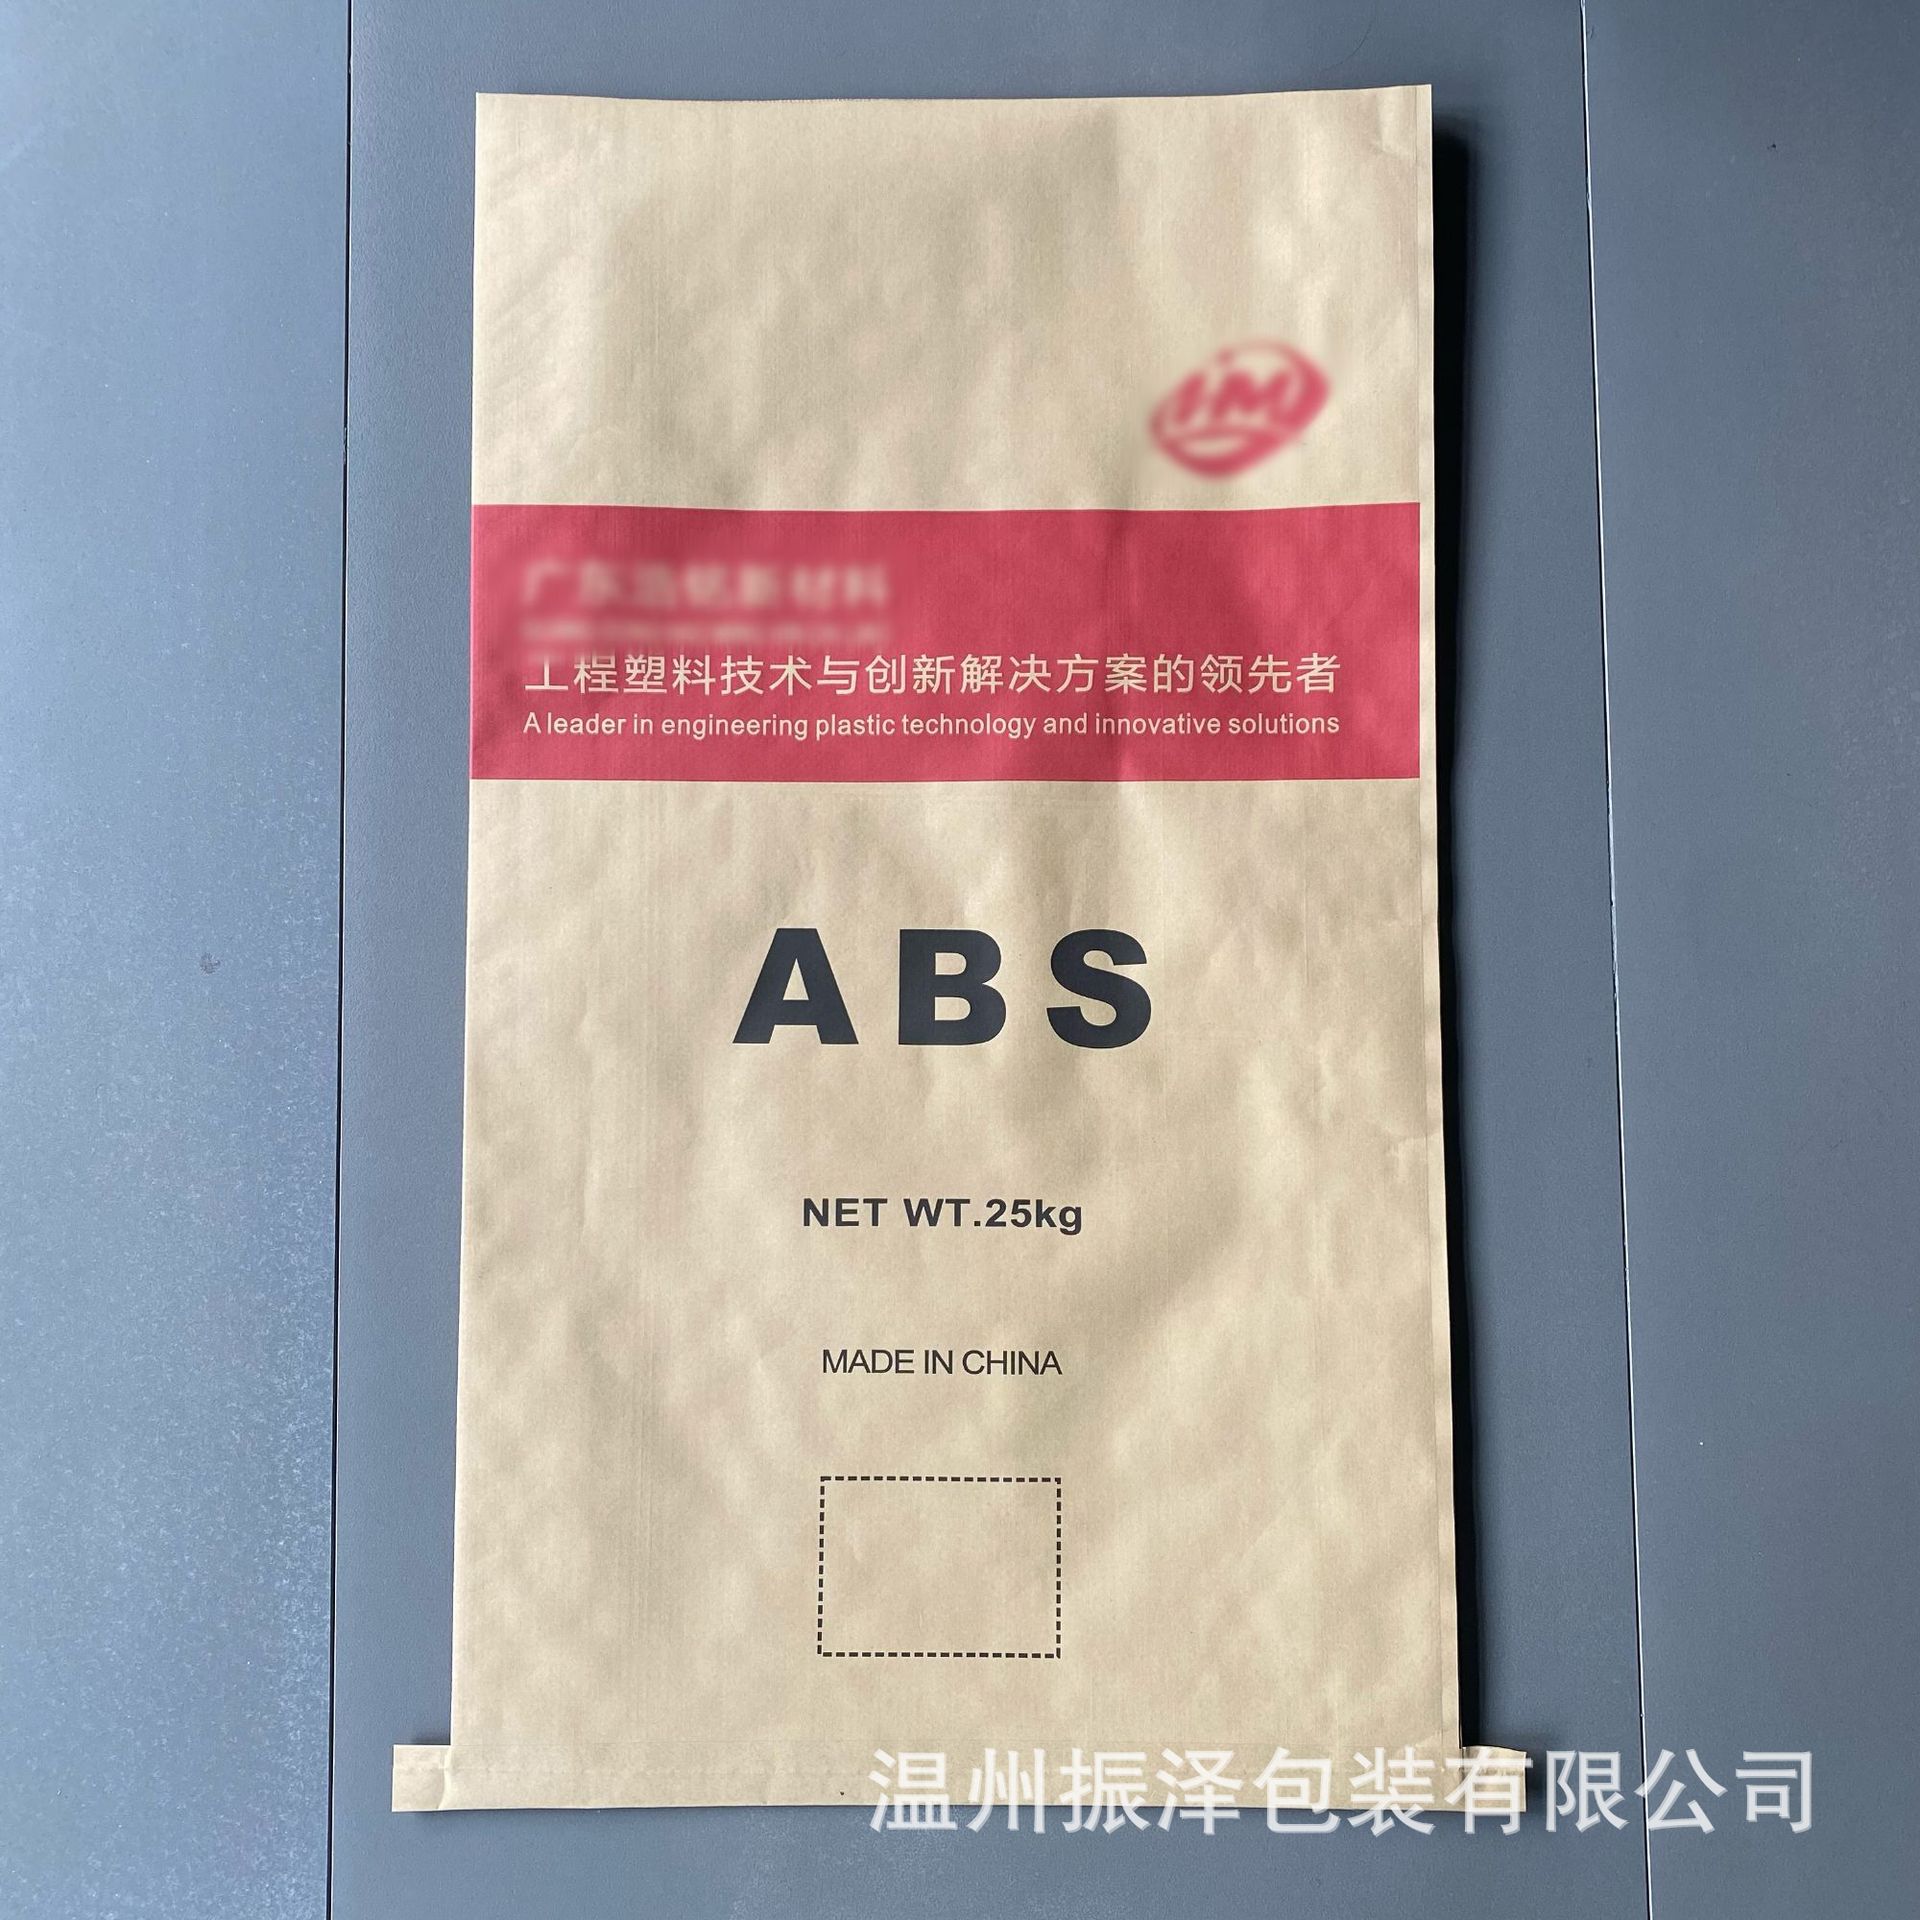 工程塑料技术与创新解决方案的领先者
A leader in engineering plastic technology and innovative solutions
ABS
NET WT.25kg
MADE IN CHINA
温州振泽包装有限公司